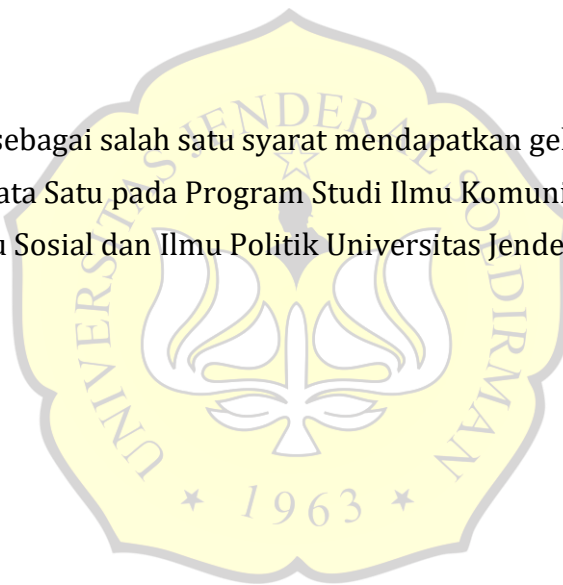 sebagai salah satu syarat mendapatkan gel
ata Satu pada Program Studi Ilmu Komuni
u Sosial dan Ilmu Politik Universitas Jende
UNIVERSITAS JENDERAL SOEDIRMAN
1963